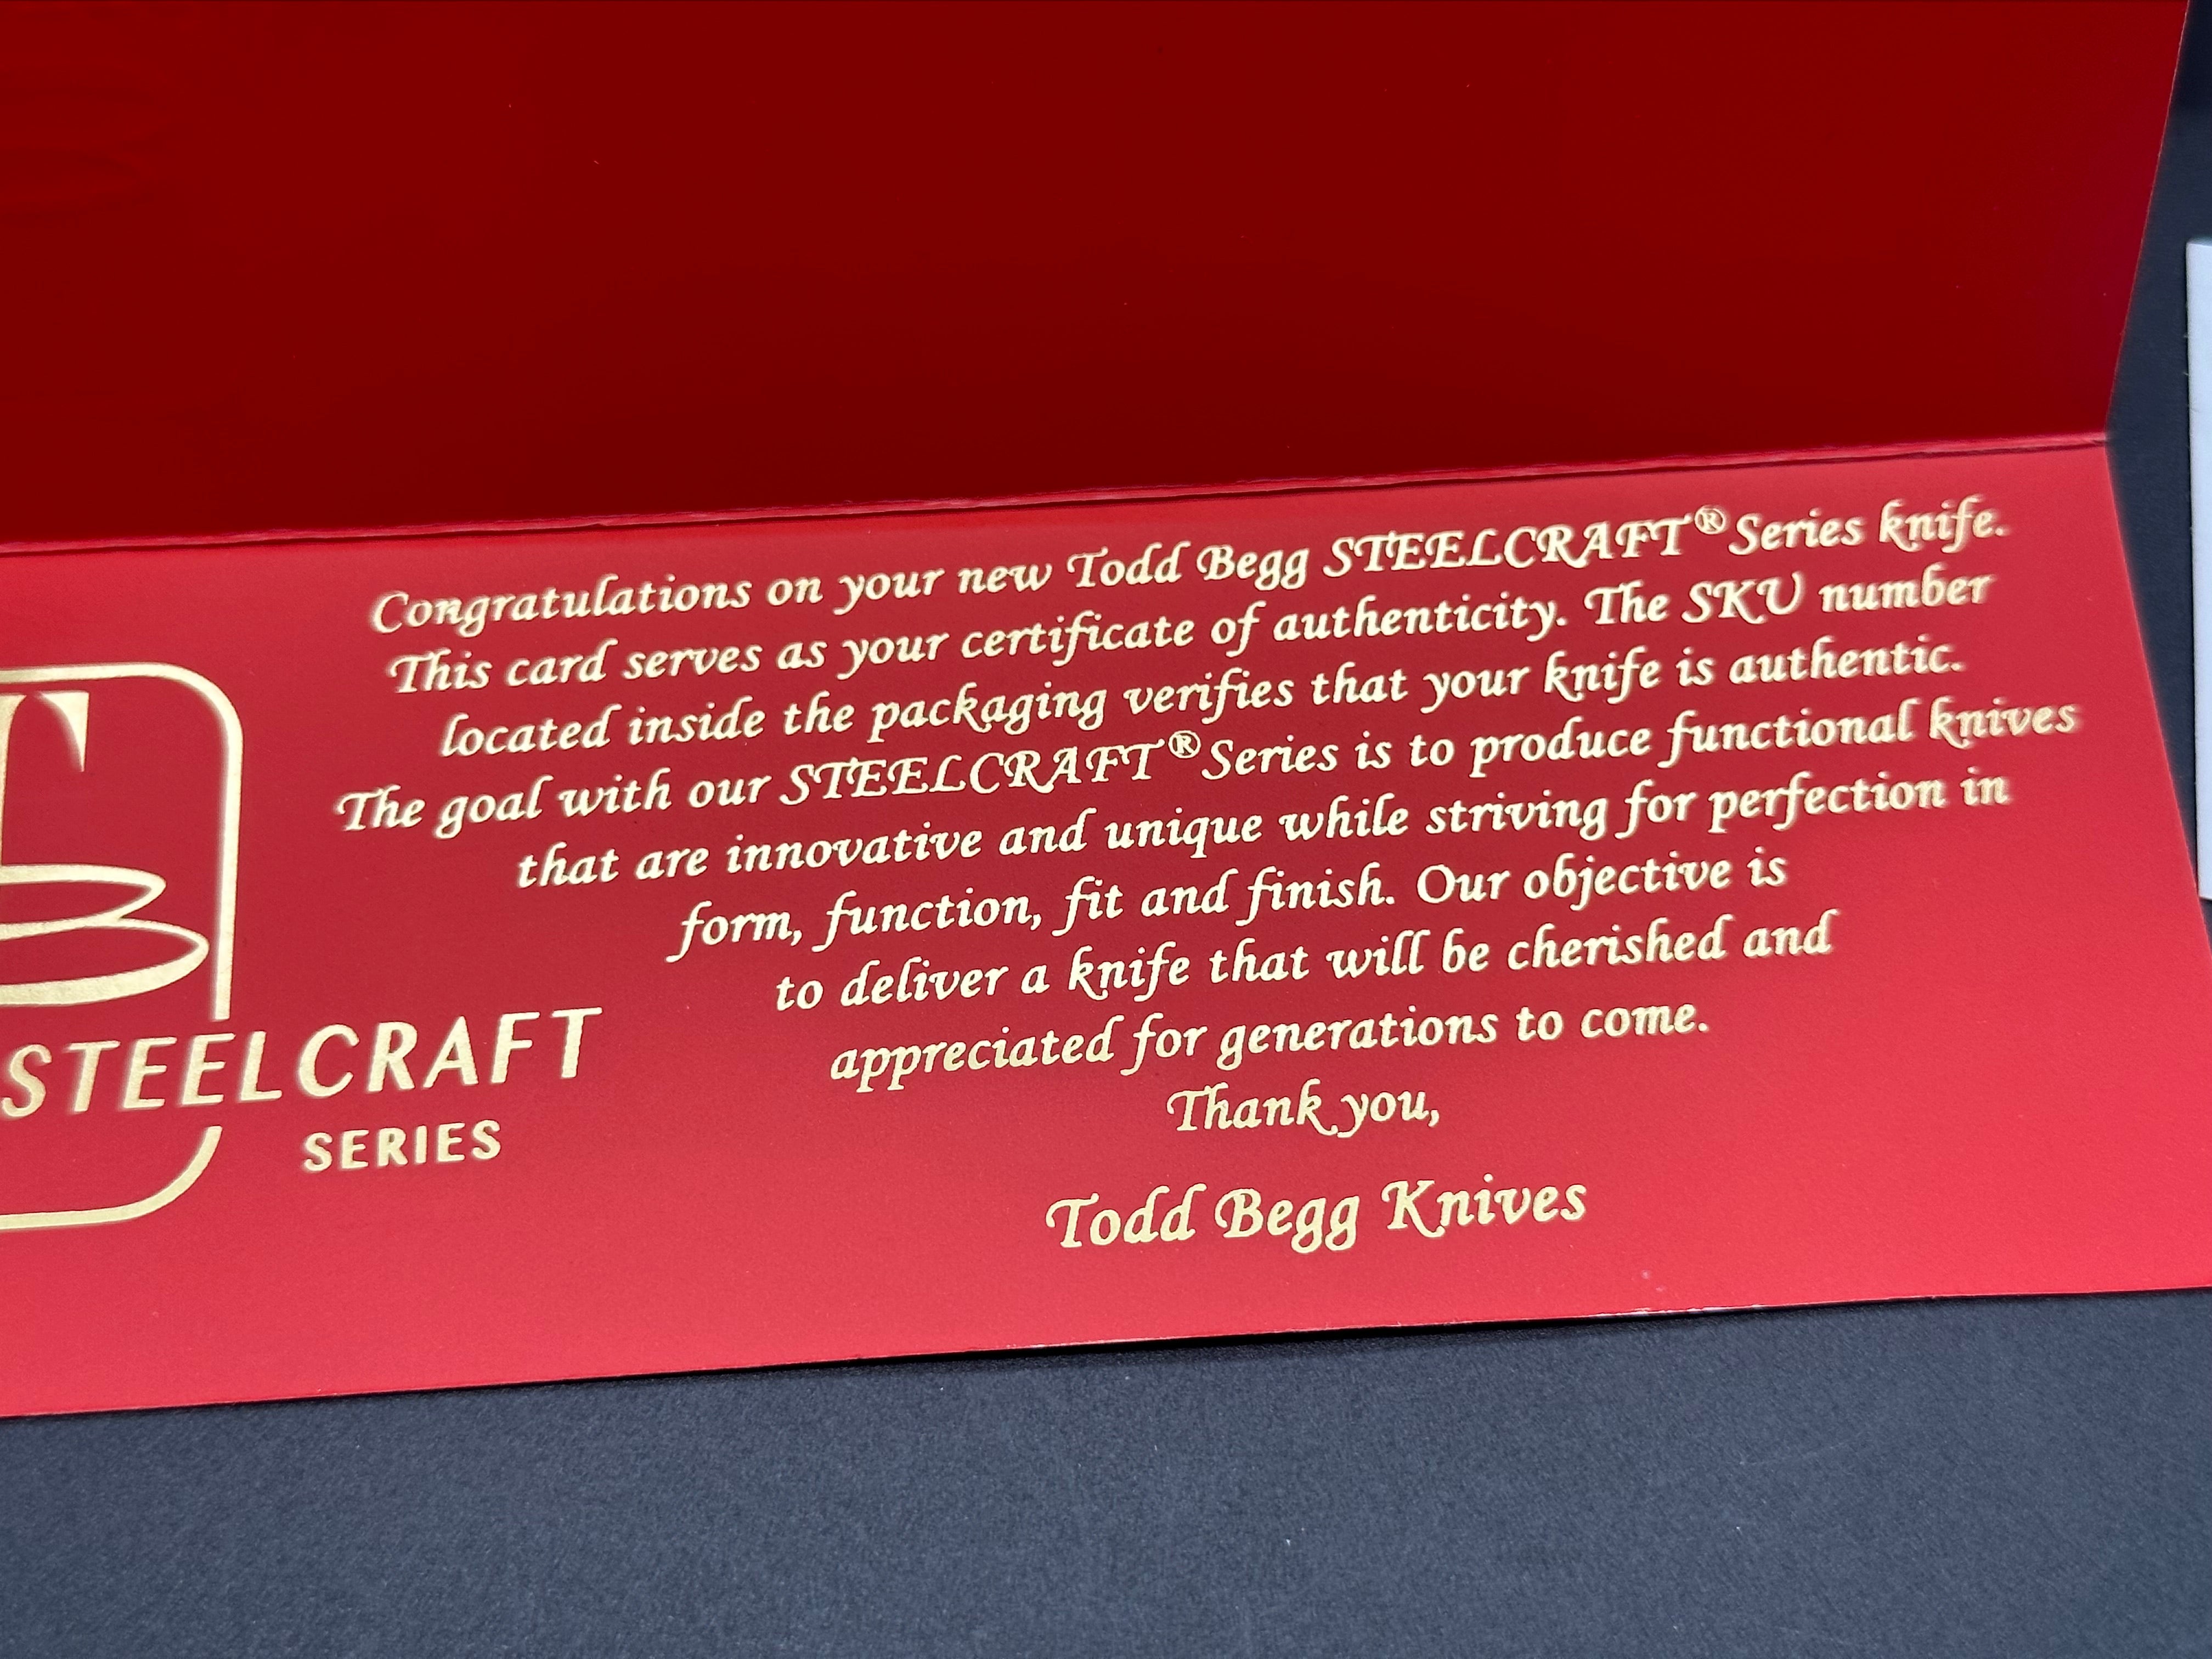 Congratulations on your new Todd Begg STEELCRAFT® Series knife.
This card serves as your certificate of authenticity. The SKU number
located inside the packaging verifies that your knife is authentic.
The goal with our STEELCRAFT® Series is to produce functional knives
that are innovative and unique while striving for perfection in
form, function, fit and finish. Our objective is
to deliver a knife that will be cherished and
appreciated for generations to come.
Thank you,
Todd Begg Knives
STEELCRAFT
SERIES